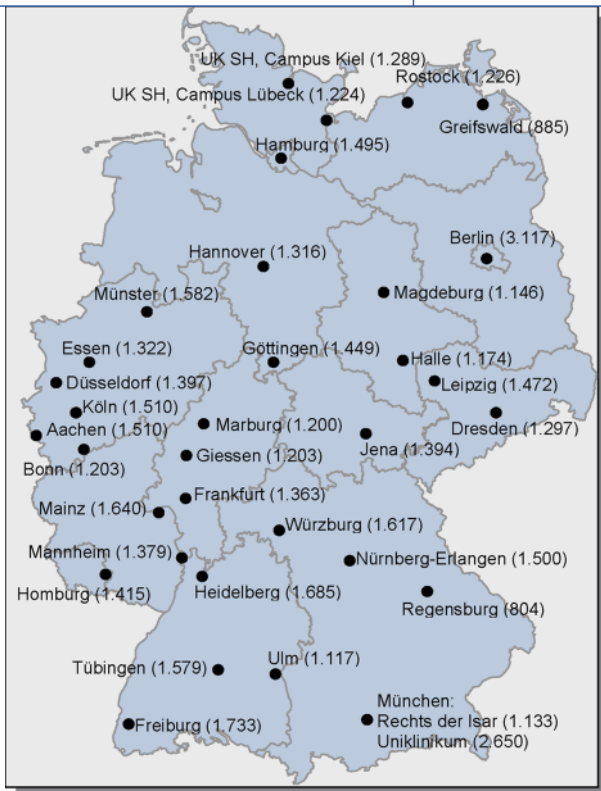 UK SH, Campus Kiel (1.289)
Rostock (1.226)
UK SH, Campus Lübeck (1.224)
Greifswald (885)
Hamburg (1.495)
Berlin (3.117)
Hannover (1.316)
Münster (1.582)
Magdeburg (1.146)
Essen (1.322)
Göttingen (1.449)
Halle (1.174)
Düsseldorf (1.397)
Leipzig (1.472)
Köln (1.510)
Aachen (1.510)
Marburg (1.200)
Dresden (1.297)
Jena (1.394)
Bonn (1.203)
Giessen (1.203)
Frankfurt (1.363)
Mainz (1.640)
Würzburg (1.617)
Mannheim (1.379)
Nürnberg-Erlangen (1.500)
Homburg (1.415)
Heidelberg (1.685)
Regensburg (804)
Tübingen (1.579)
Ulm (1.117)
München:
Rechts der Isar (1.133)
Uniklinikum (2.650)
Freiburg (1.733)